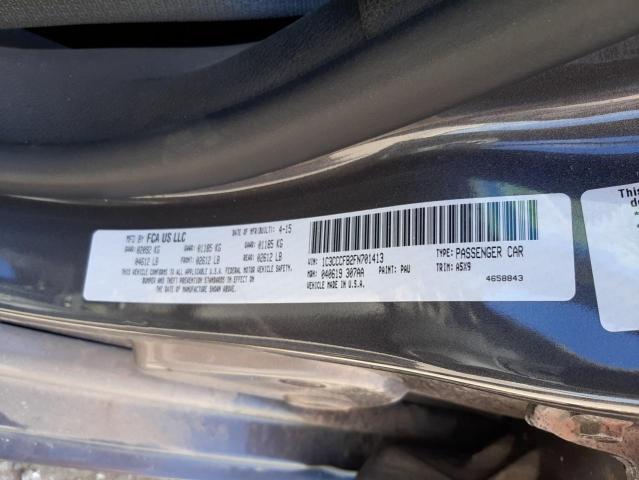 MFD BY FCA US LLC DATE OF MFR(BUILT): 4-15
GVWR: 02092 KG GAWR: 01185 KG GAWR: 01185 KG
04612 LB 02612 LB 02612 LB
THIS VEHICLE CONFORMS TO ALL APPLICABLE U.S.A. FEDERAL MOTOR VEHICLE SAFETY,
BUMPER AND THEFT PREVENTION STANDARDS IN EFFECT ON
THE DATE OF MANUFACTURE SHOWN ABOVE.
VIN: 1C3CCCFB2FN701413 TYPE: PASSENGER CAR
MDH: 040619 307AA PAINT: PAU TRIM: A5X9
VEHICLE MADE IN U.S.A. 4658843
This